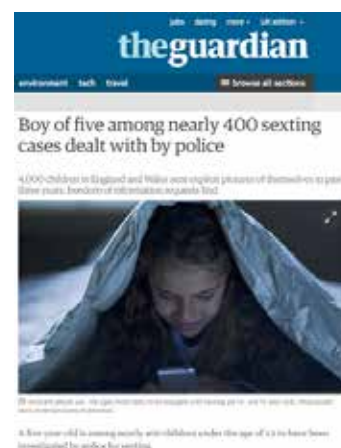 jobs dating more UK edition
theguardian
environment tech travel browse all sections
Boy of five among nearly 400 sexting
cases dealt with by police
4,000 children in England and Wales sent explicit pictures of themselves in past
three years, freedom of information requests find
A five-year-old is among nearly 400 children under the age of 12 to have been
investigated by police for sexting